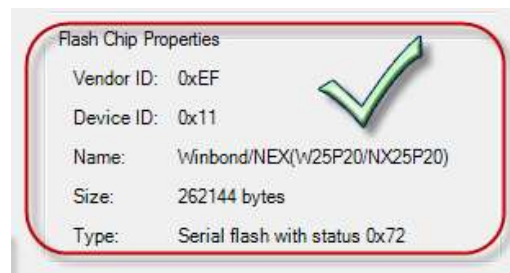 Flash Chip Properties
Vendor ID: 0xEF
Device ID: 0x11
Name: Winbond/NEX(W25P20/NX25P20)
Size: 262144 bytes
Type: Serial flash with status 0x72